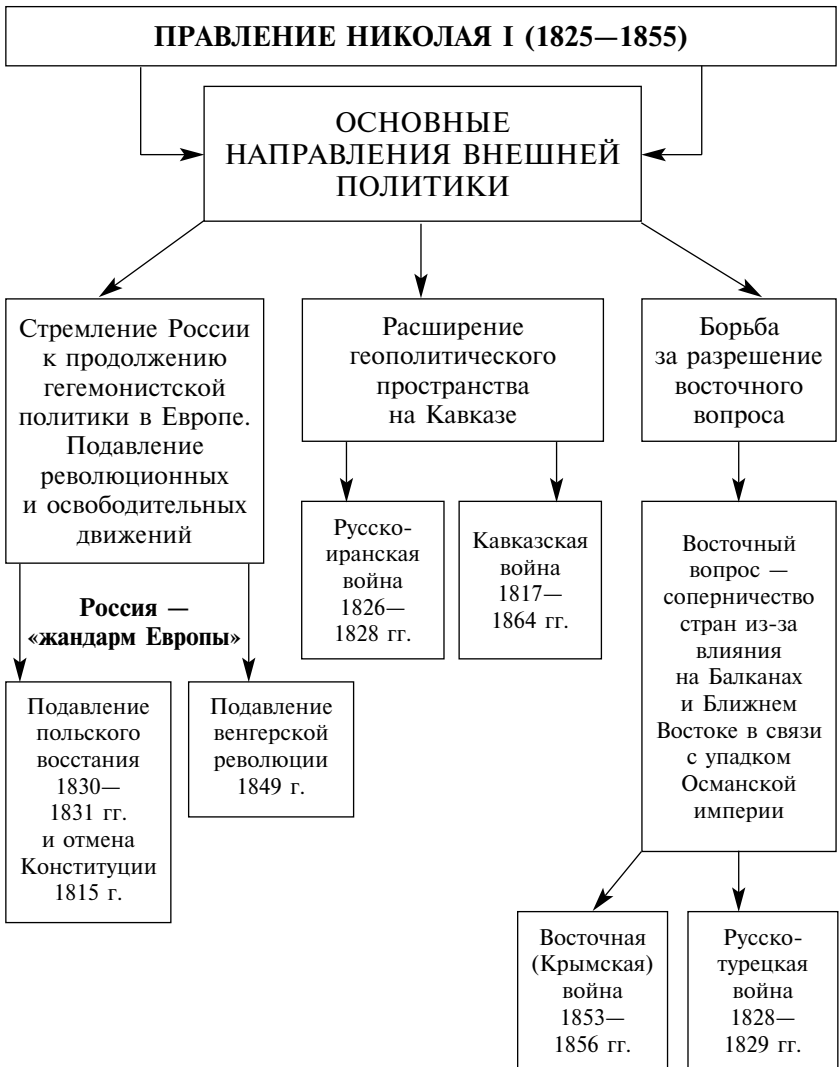 ПРАВЛЕНИЕ НИКОЛАЯ I (1825—1855)
ОСНОВНЫЕ
НАПРАВЛЕНИЯ ВНЕШНЕЙ
ПОЛИТИКИ
Стремление России
к продолжению
гегемонистской
политики в Европе.
Подавление
революционных
и освободительных
движений
Россия —
«жандарм Европы»
Подавление
польского
восстания
1830—
1831 гг.
и отмена
Конституции
1815 г.
Подавление
венгерской
революции
1849 г.
Расширение
геополитического
пространства
на Кавказе
Русско-
иранская
война
1826—
1828 гг.
Кавказская
война
1817—
1864 гг.
Борьба
за разрешение
восточного
вопроса
Восточный
вопрос —
соперничество
стран из-за
влияния
на Балканах
и Ближнем
Востоке в связи
с упадком
Османской
империи
Восточная
(Крымская)
война
1853—
1856 гг.
Русско-
турецкая
война
1828—
1829 гг.